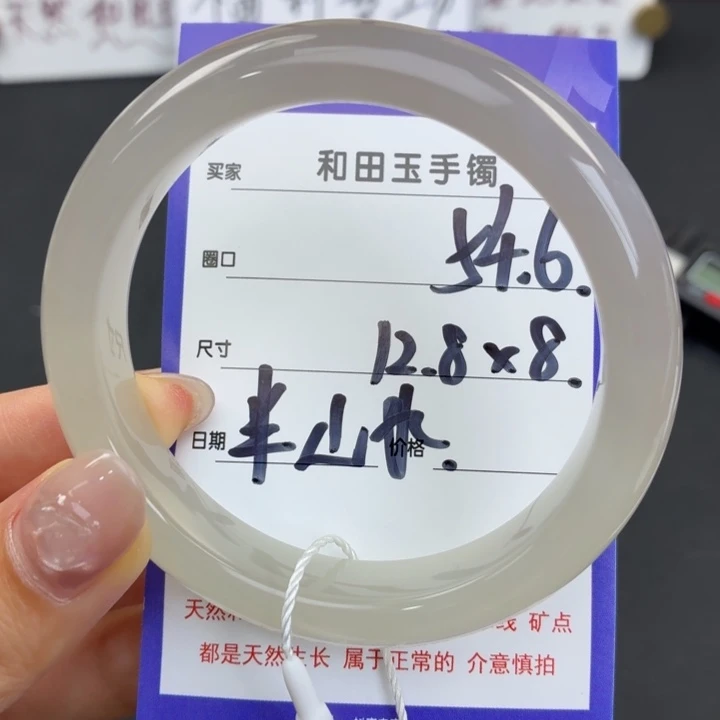 买家 和田玉手镯
圈口 54.6.
尺寸 12.8×8.
日期 半山水 价格 .
天然 线 矿点
都是天然生长 属于正常的 介意慎拍